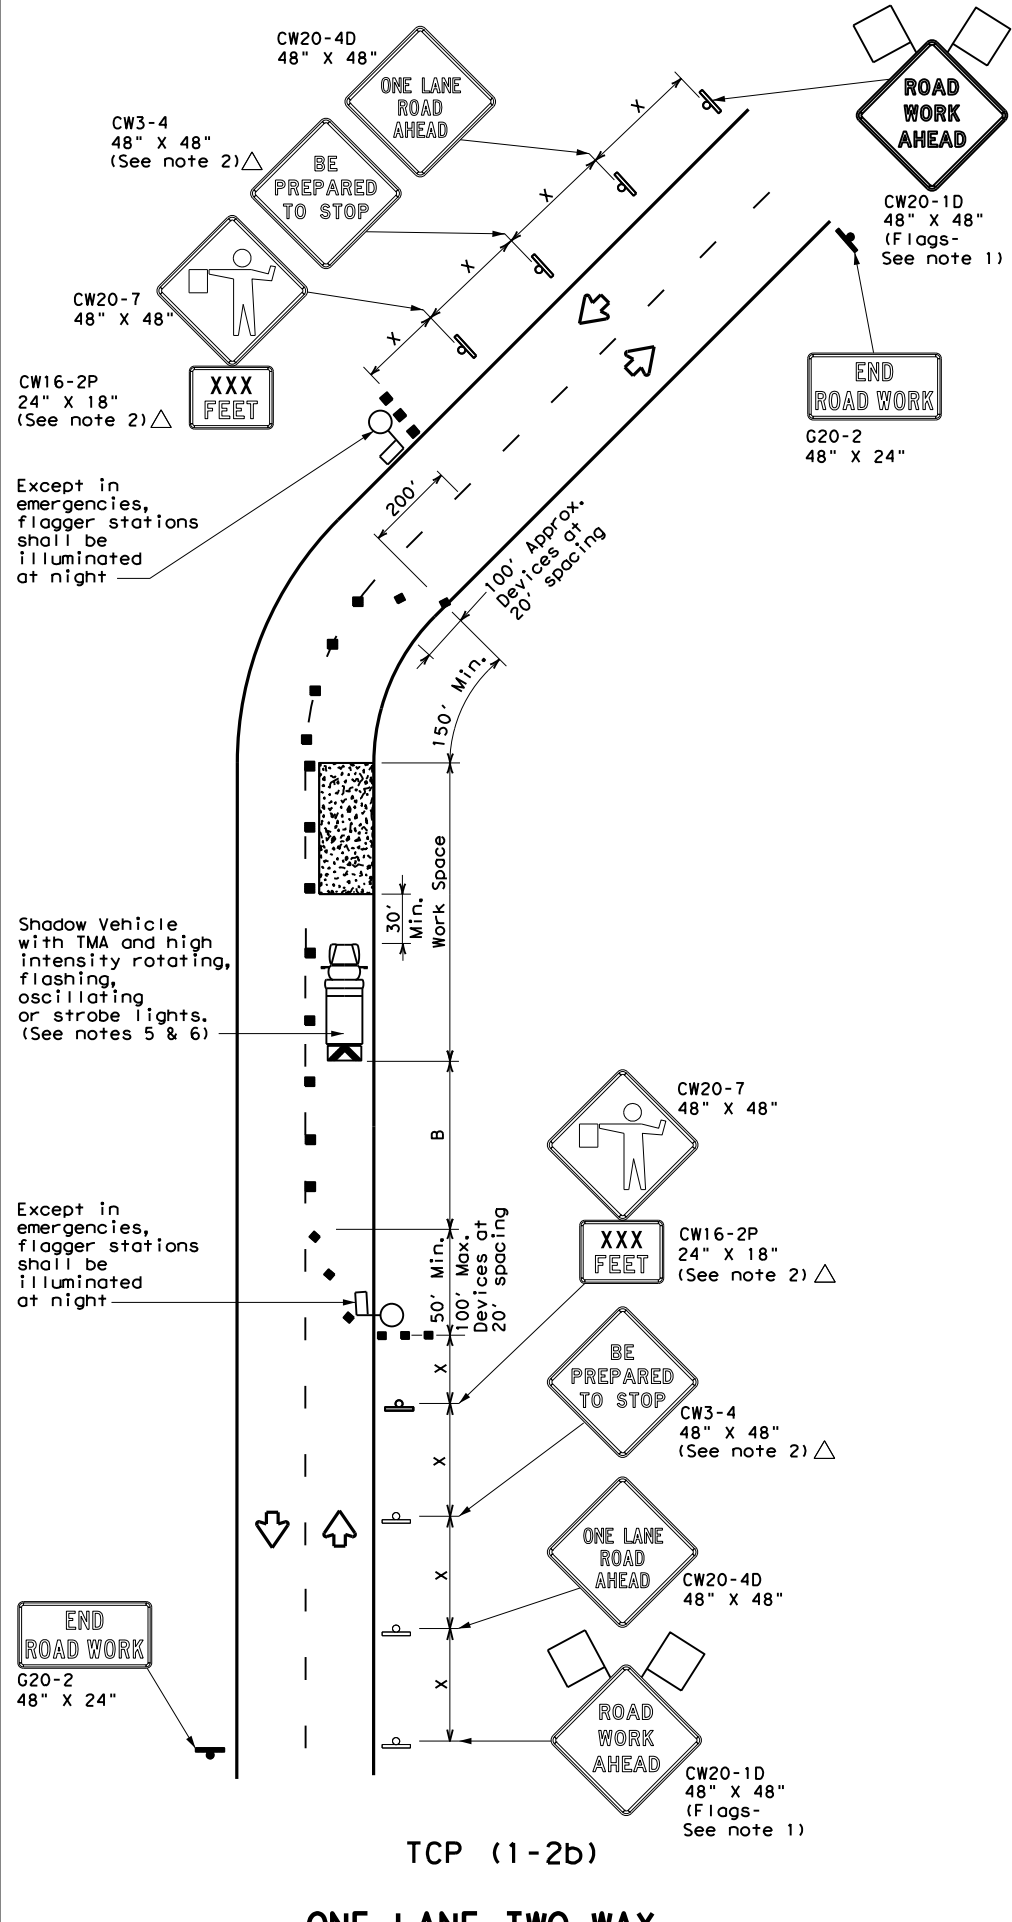 CW20-4D
48" X 48"
ONE LANE
ROAD
AHEAD
ROAD
WORK
AHEAD
CW20-1D
48" X 48"
(Flags-
See note 1)
CW3-4
48" X 48"
(See note 2)
BE
PREPARED
TO STOP
CW20-7
48" X 48"
CW16-2P
24" X 18"
(See note 2)
XXX
FEET
X
X
X
X
END
ROAD WORK
G20-2
48" X 24"
Except in
emergencies,
flagger stations
shall be
illuminated
at night
200'
100' Approx.
Devices at
20' spacing
150' Min.
Work Space
30'
Min.
Shadow Vehicle
with TMA and high
intensity rotating,
flashing,
oscillating
or strobe lights.
(See notes 5 & 6)
B
CW20-7
48" X 48"
XXX
FEET
CW16-2P
24" X 18"
(See note 2)
Except in
emergencies,
flagger stations
shall be
illuminated
at night
50' Min.
100' Max.
Devices at
20' spacing
X
X
X
X
BE
PREPARED
TO STOP
CW3-4
48" X 48"
(See note 2)
ONE LANE
ROAD
AHEAD
CW20-4D
48" X 48"
END
ROAD WORK
G20-2
48" X 24"
ROAD
WORK
AHEAD
CW20-1D
48" X 48"
(Flags-
See note 1)
TCP (1-2b)
ONE LANE TWO WAY